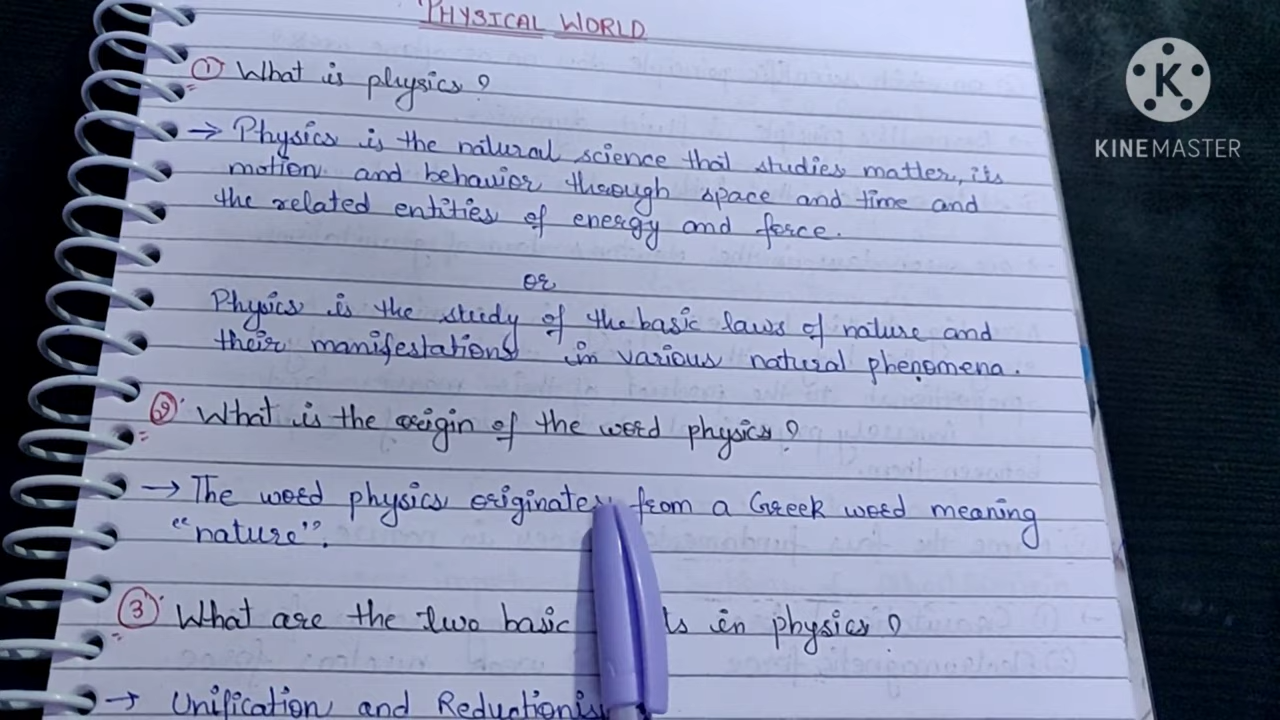 PHYSICAL WORLD
① What is physics?
→ Physics is the natural science that studies matter, its
motion and behavior through space and time and
the related entities of energy and force.
or
Physics is the study of the basic laws of nature and
their manifestations in various natural phenomena.
② What is the origin of the word physics?
→ The word physics originates from a Greek word meaning
"nature".
③ What are the two basic in physics?
→ Unification and
K
KINEMASTER